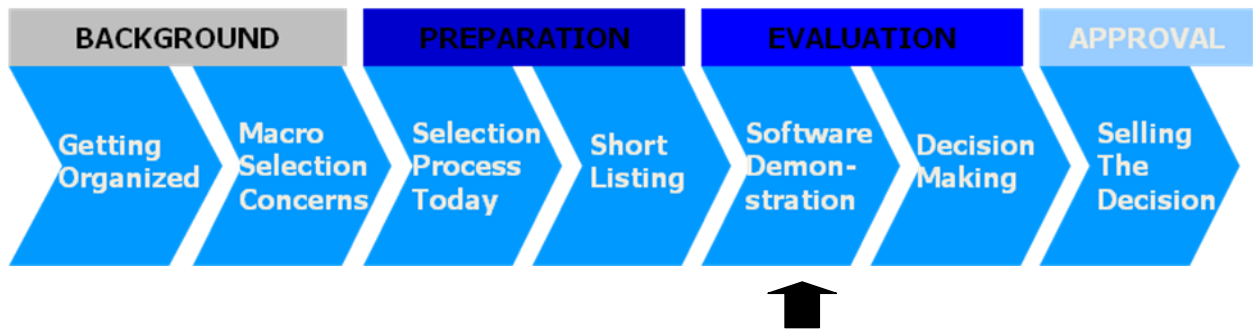 BACKGROUND
PREPARATION
EVALUATION
APPROVAL
Getting
Organized
Macro
Selection
Concerns
Selection
Process
Today
Short
Listing
Software
Demon-
stration
Decision
Making
Selling
The
Decision